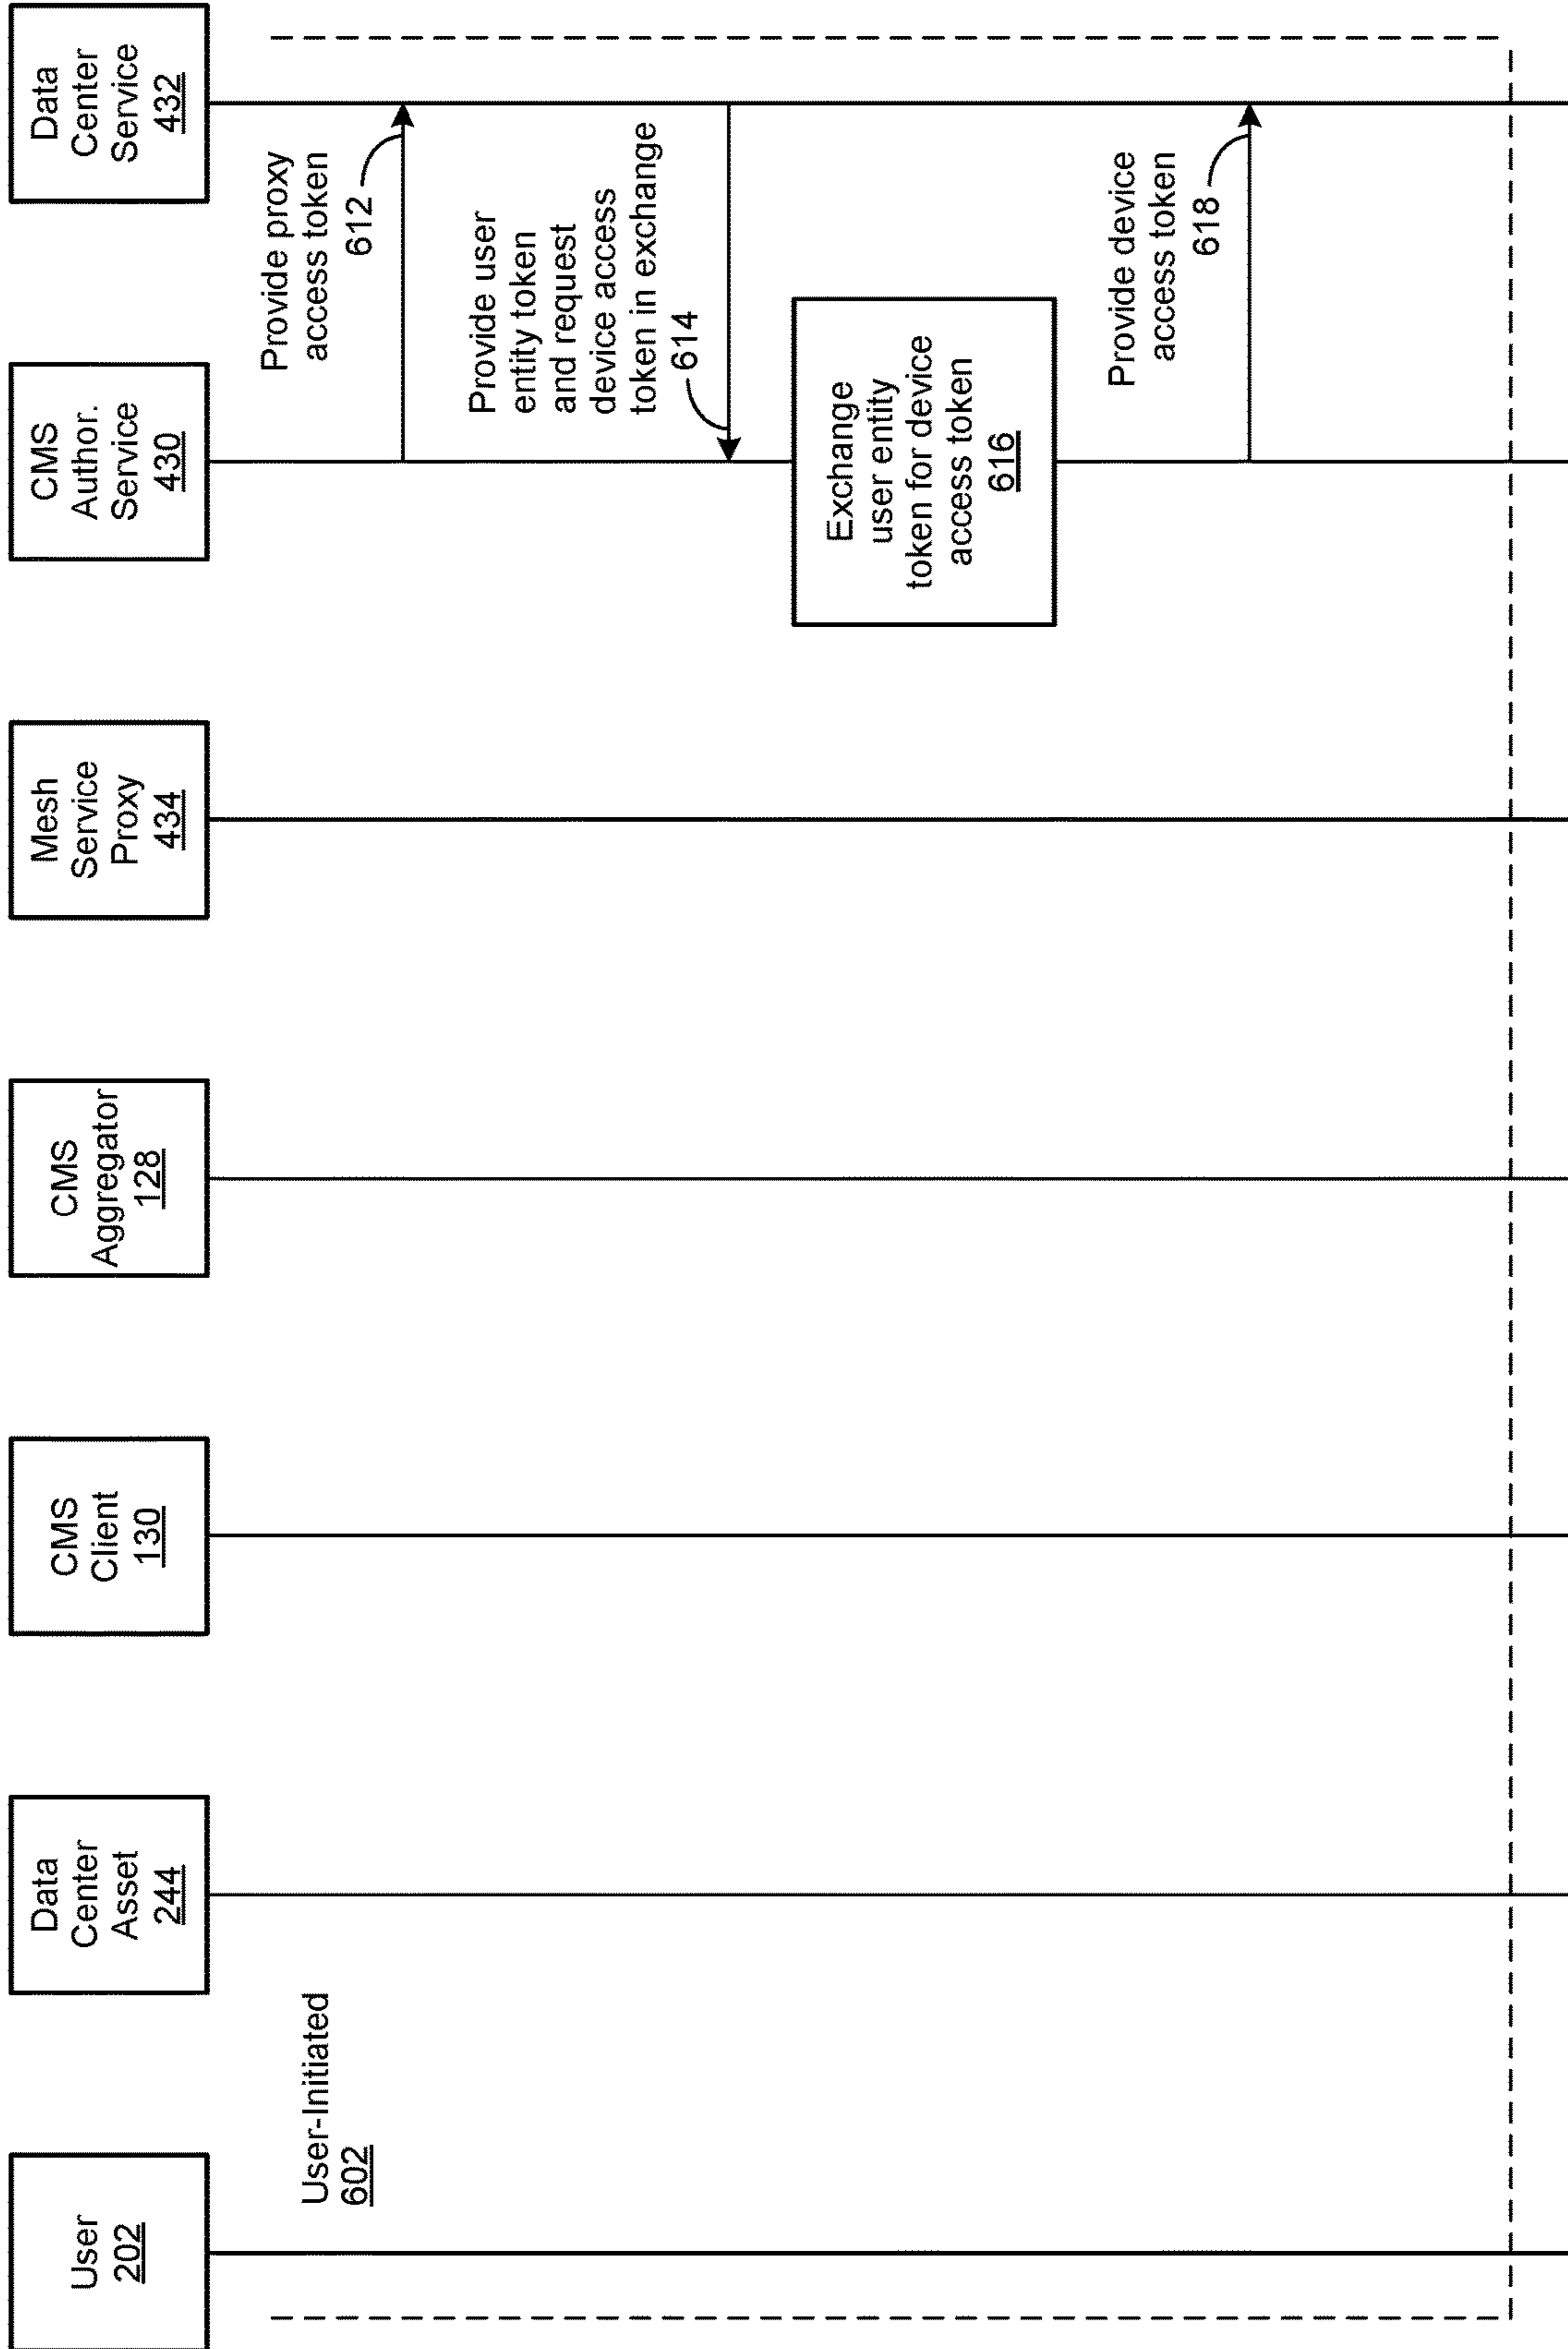 User
202
Data
Center
Asset
244
CMS
Client
130
CMS
Aggregator
128
Mesh
Service
Proxy
434
CMS
Author.
Service
430
Data
Center
Service
432
User-Initiated
602
Provide proxy
access token
612
Provide user
entity token
and request
device access
token in exchange
614
Exchange
user entity
token for device
access token
616
Provide device
access token
618